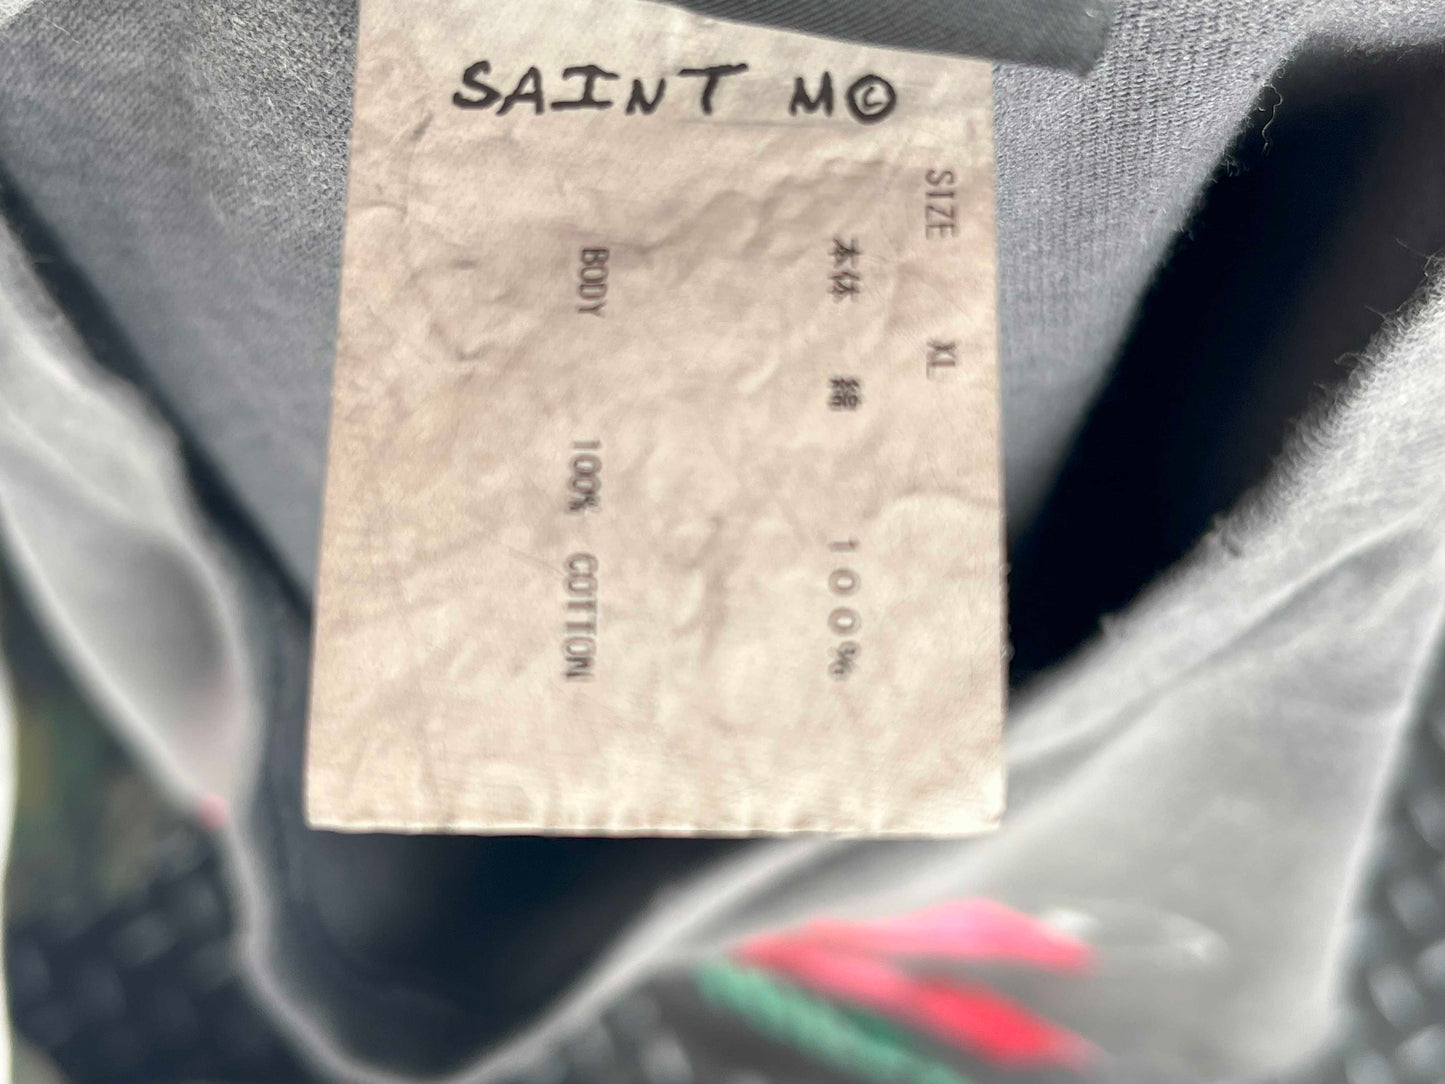 SAINT M©
SIZE XL
本体 綿 100%
BODY 100% COTTON